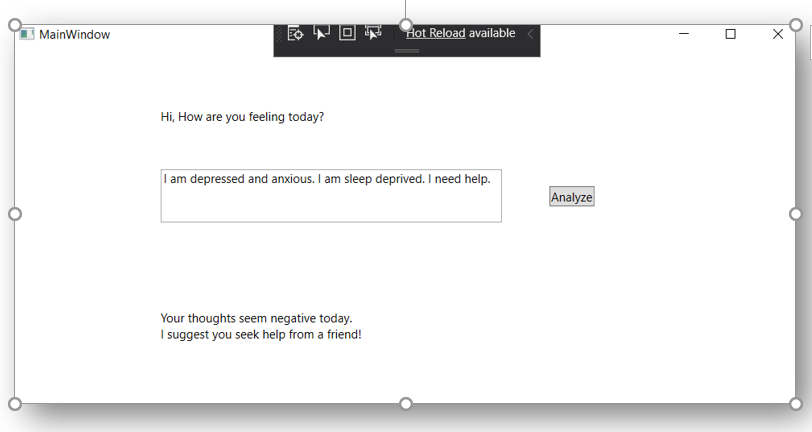 MainWindow
Hot Reload available
Hi, How are you feeling today?
I am depressed and anxious. I am sleep deprived. I need help.
Analyze
Your thoughts seem negative today.
I suggest you seek help from a friend!